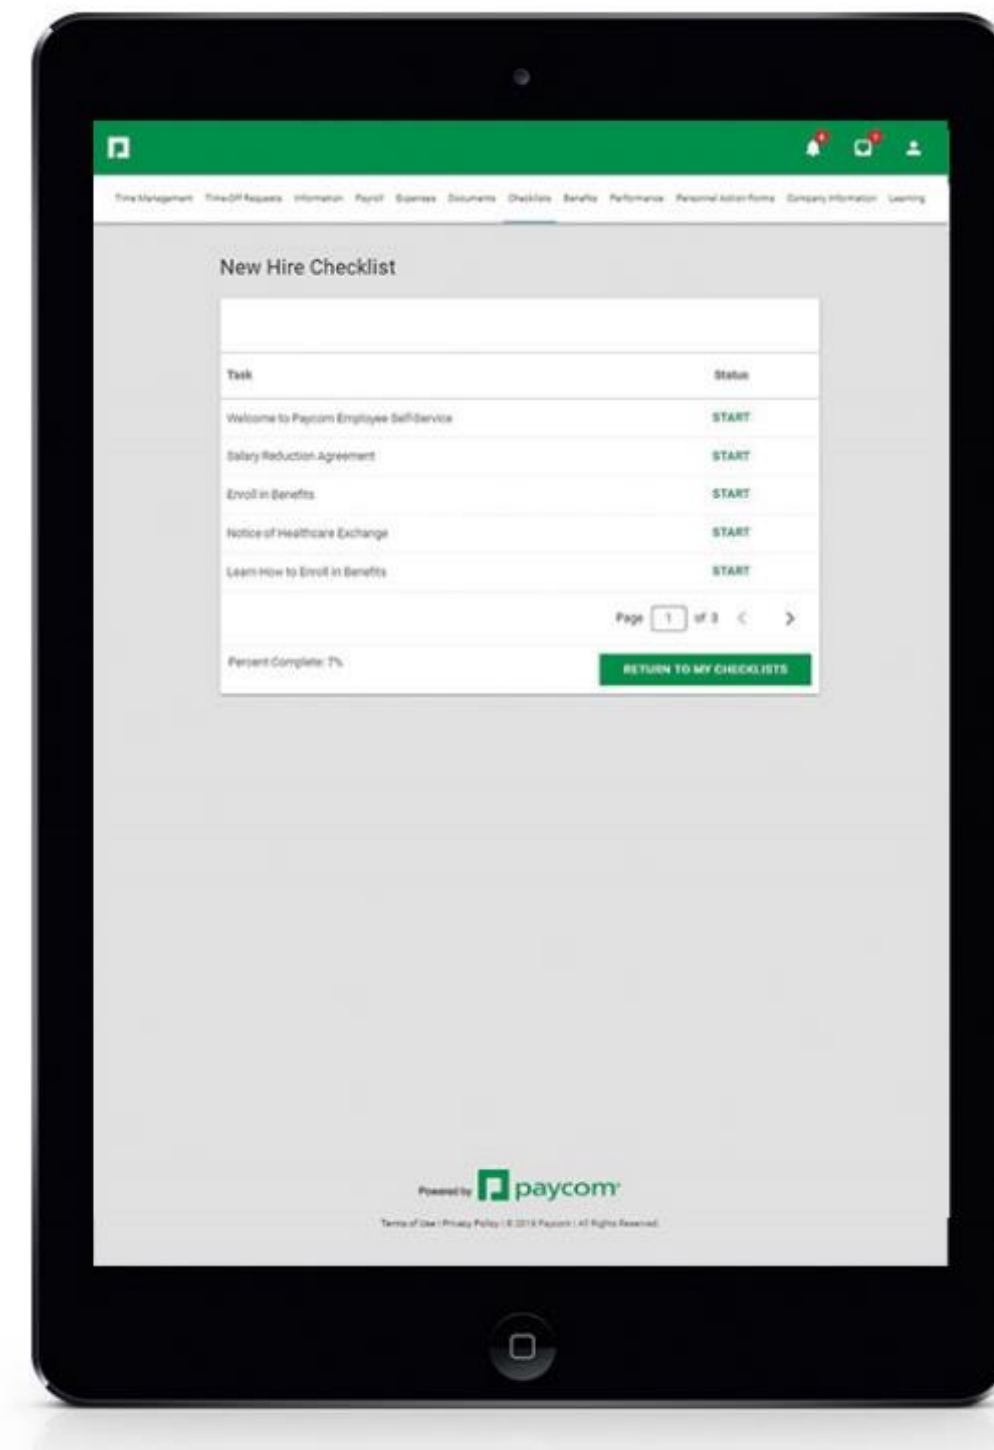 Time Management Time-Off Requests Information Payroll Expenses Documents Checklists Benefits Performance Personnel Action Forms Company Information Learning
New Hire Checklist
Task Status
Welcome to Paycom Employee Self-Service START
Salary Reduction Agreement START
Enroll in Benefits START
Notice of Healthcare Exchange START
Learn How to Enroll in Benefits START
Page 1 of 3
Percent Complete: 7% RETURN TO MY CHECKLISTS
Powered by paycom
Terms of Use | Privacy Policy | © Paycom | All Rights Reserved.